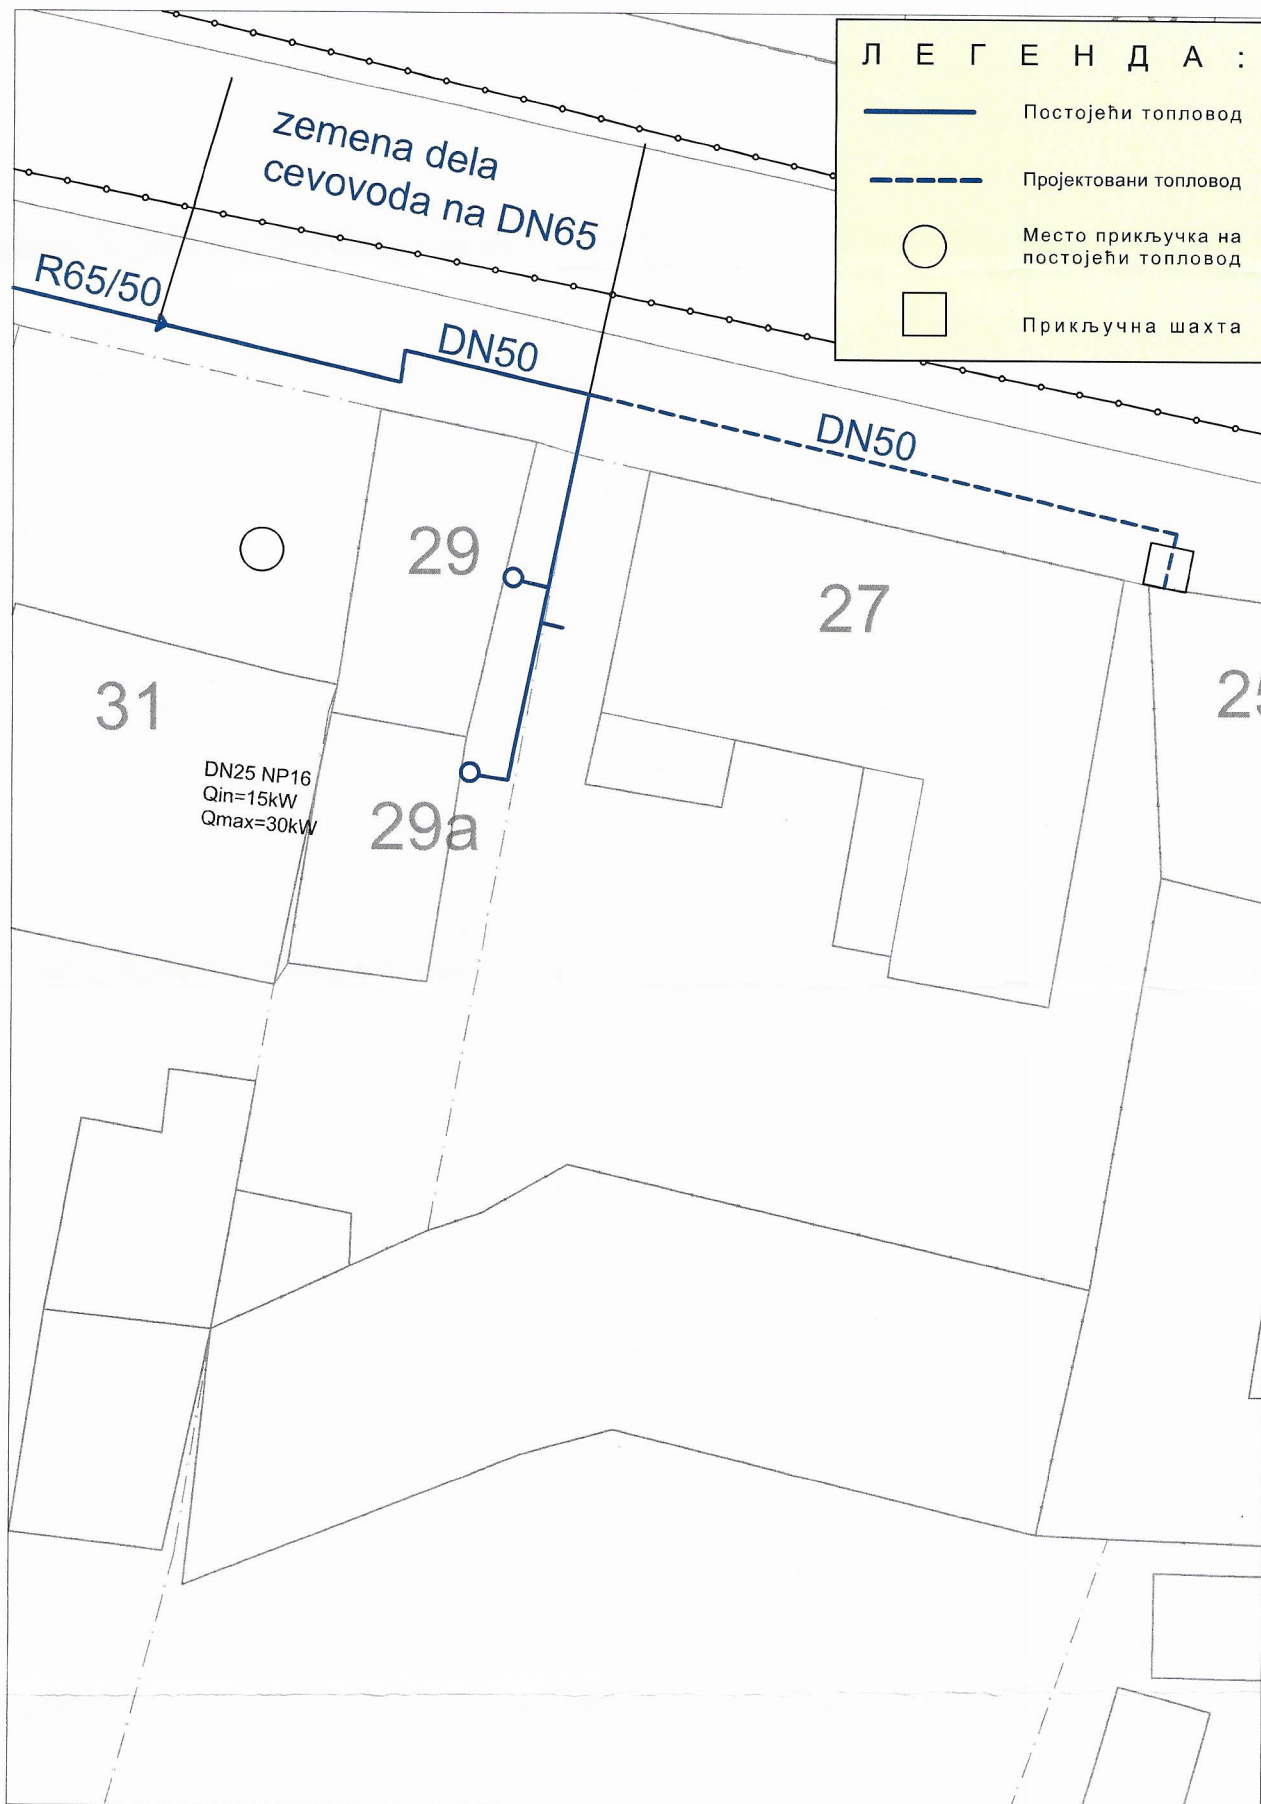 Л Е Г Е Н Д А :
Постојећи топловод
Пројектовани топловод
Место прикључка на
постојећи топловод
Прикључна шахта
zemena dela
cevovoda na DN65
R65/50
DN50
DN50
29
27
31
DN25 NP16
Qin=15kW
Qmax=30kW
29a